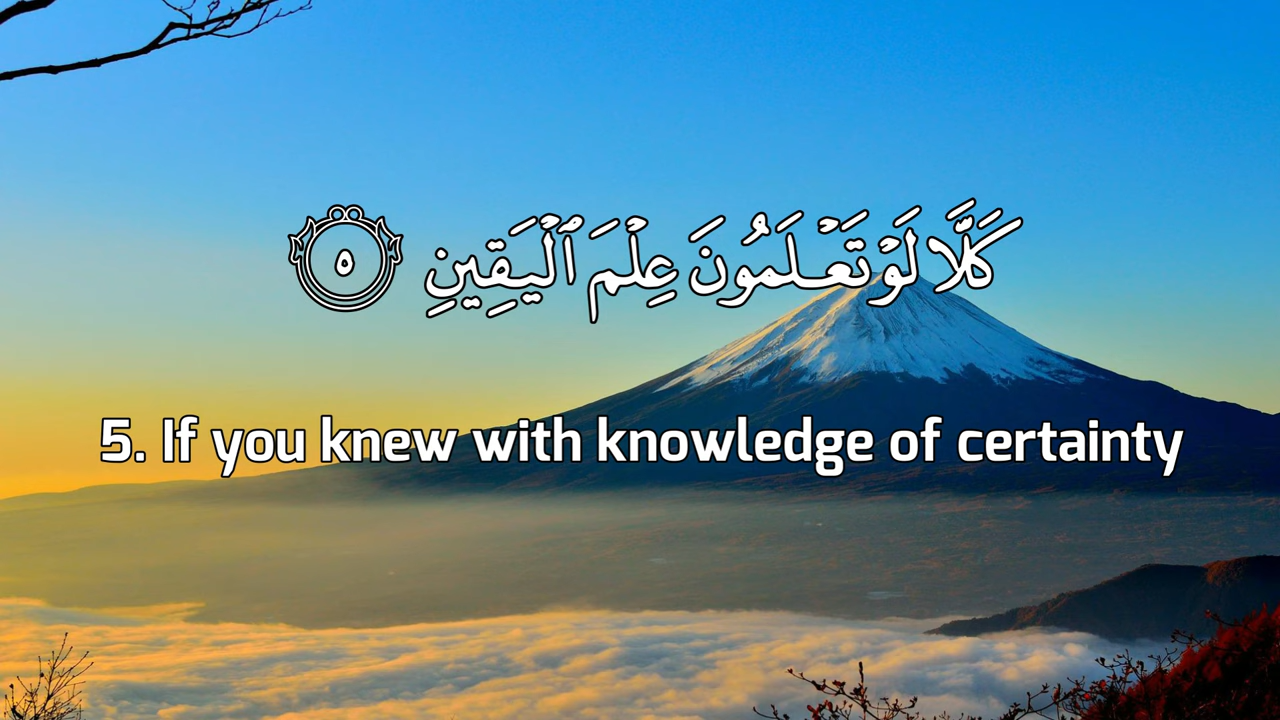 كَلَّا لَوْ تَعْلَمُونَ عِلْمَ ٱلْيَقِينِ ٥
5. If you knew with knowledge of certainty